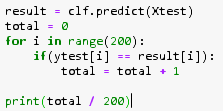 result = clf.predict(Xtest)
total = 0
for i in range(200):
    if(ytest[i] == result[i]):
        total = total + 1

print(total / 200)